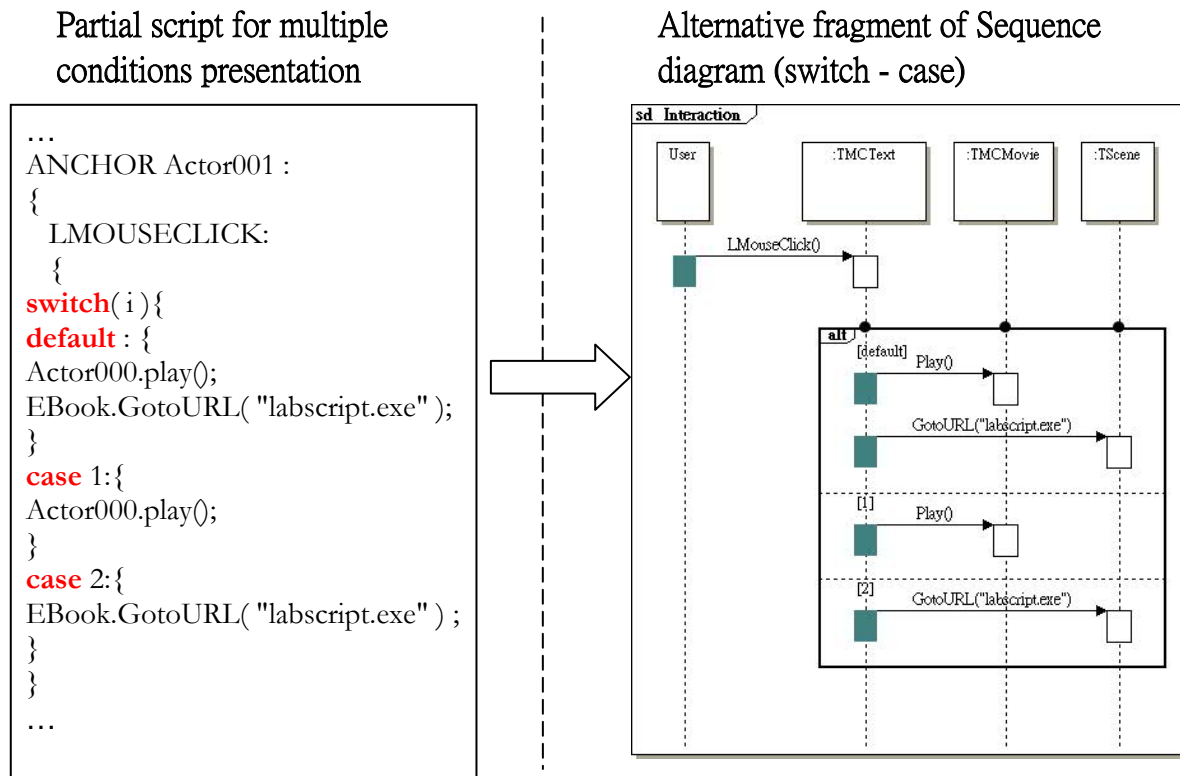 Partial script for multiple
conditions presentation
…
ANCHOR Actor001 :
{
LMOUSECLICK:
{
switch( i ){
default : {
Actor000.play();
EBook.GotoURL( "labscript.exe" );
}
case 1:{
Actor000.play();
}
case 2:{
EBook.GotoURL( "labscript.exe" ) ;
}
}
…
Alternative fragment of Sequence
diagram (switch - case)
sd Interaction
User
:TMCText
:TMCMovie
:TScene
LMouseClick()
alt
[default]
Play()
GotoURL("labscript.exe")
[1]
Play()
[2]
GotoURL("labscript.exe")